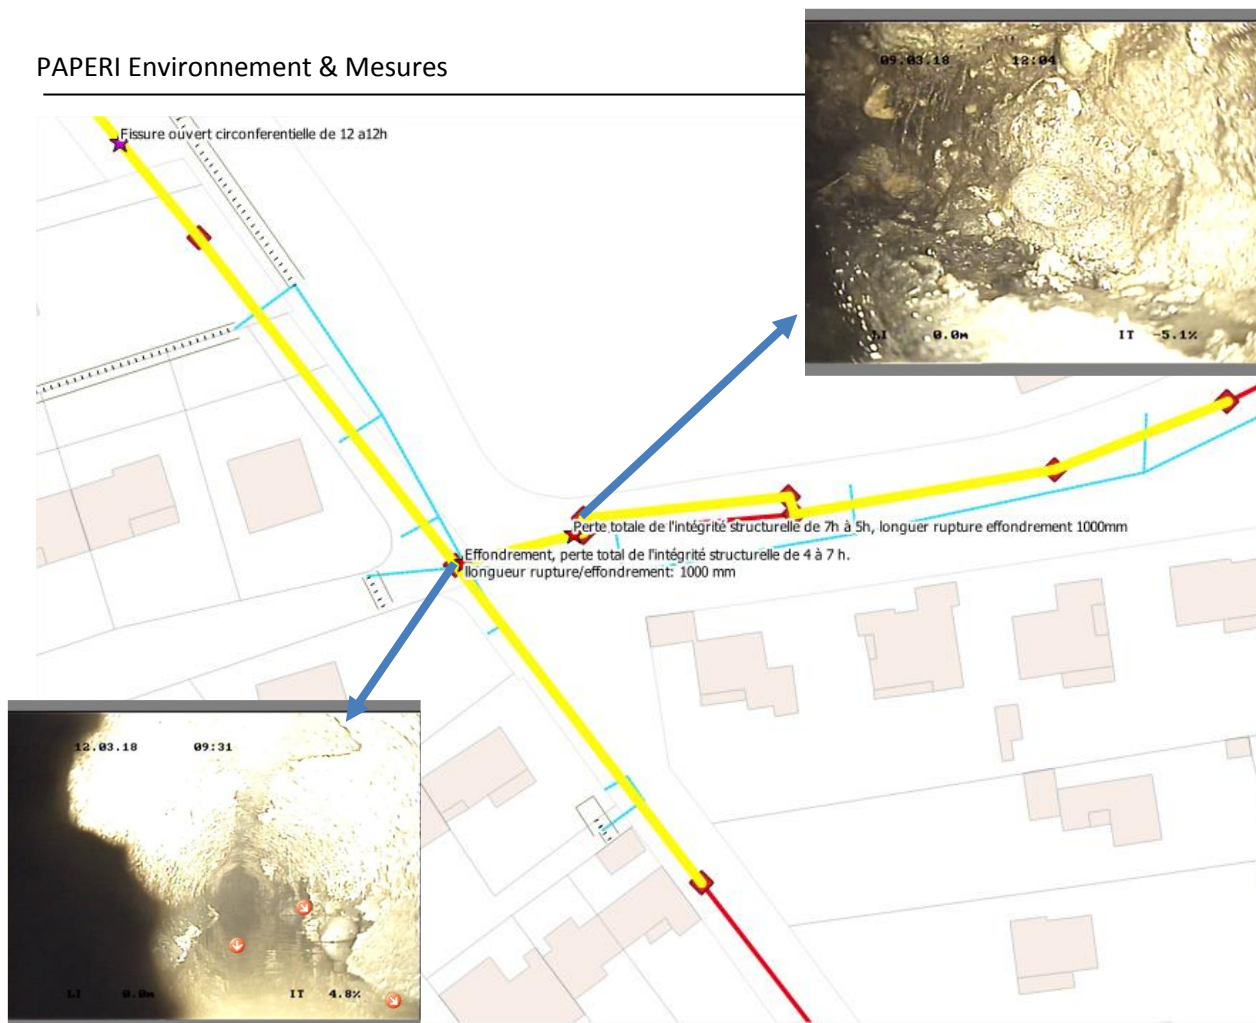 PAPERI Environnement & Mesures
09.03.18 12:04
Fissure ouvert circonferentielle de 12 a12h
LI 0.0m IT -5.1%
Perte totale de l'intégrité structurelle de 7h à 5h, longuer rupture effondrement 1000mm
Effondrement, perte total de l'intégrité structurelle de 4 à 7 h.
llongueur rupture/effondrement: 1000 mm
12.03.18 09:31
LI 0.0m IT 4.8%